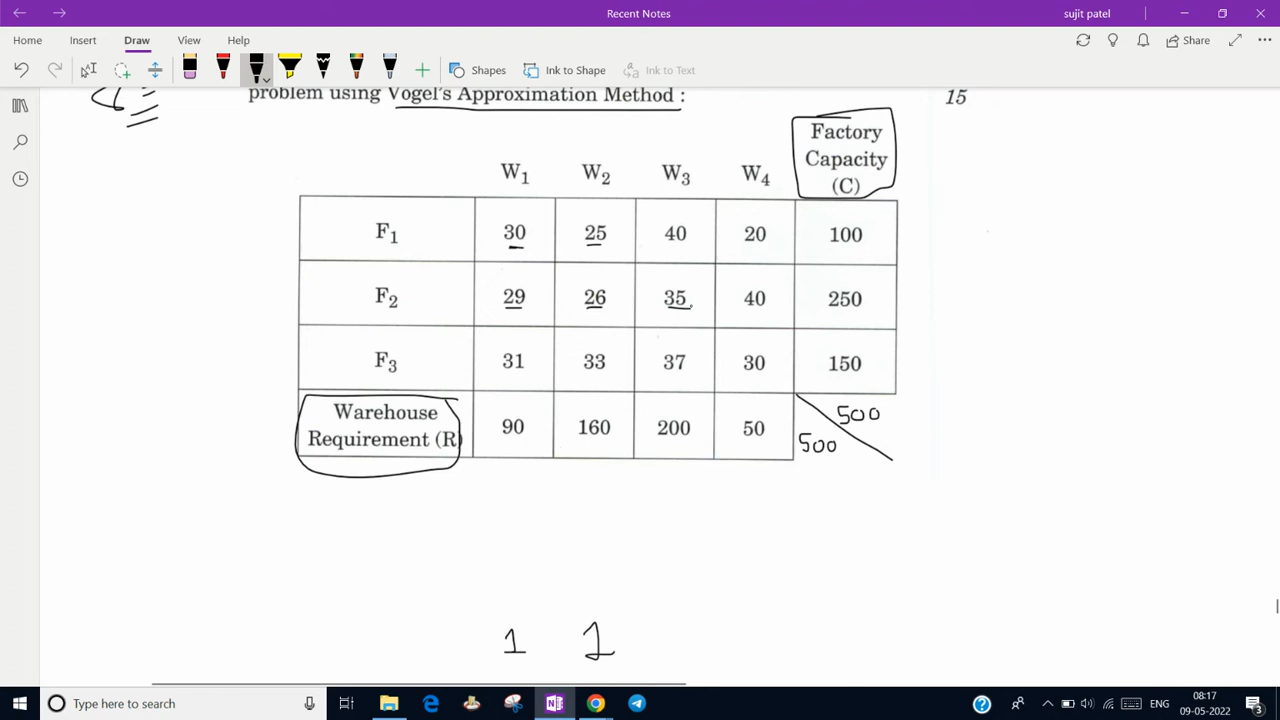 Recent Notes
sujit patel
Home Insert Draw View Help
Shapes Ink to Shape Ink to Text Share
problem using Vogel's Approximation Method : 15
W1 W2 W3 W4 Factory Capacity (C)
F1 30 25 40 20 100
F2 29 26 35 40 250
F3 31 33 37 30 150
Warehouse Requirement (R) 90 160 200 50 500 500
1 1
Type here to search
ENG
08:17
09-05-2022
3